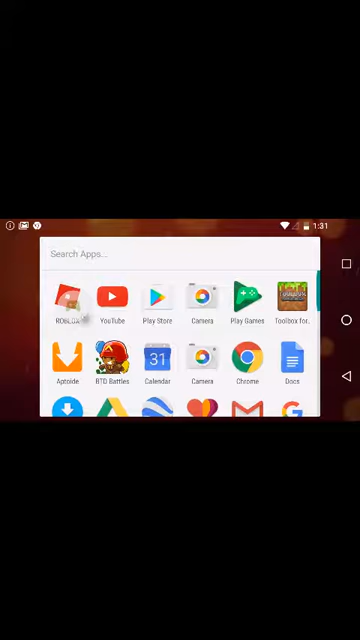 1:31
Search Apps...
ROBLOX YouTube Play Store Camera Play Games Toolbox for..
Aptoide BTD Battles Calendar Camera Chrome Docs
31